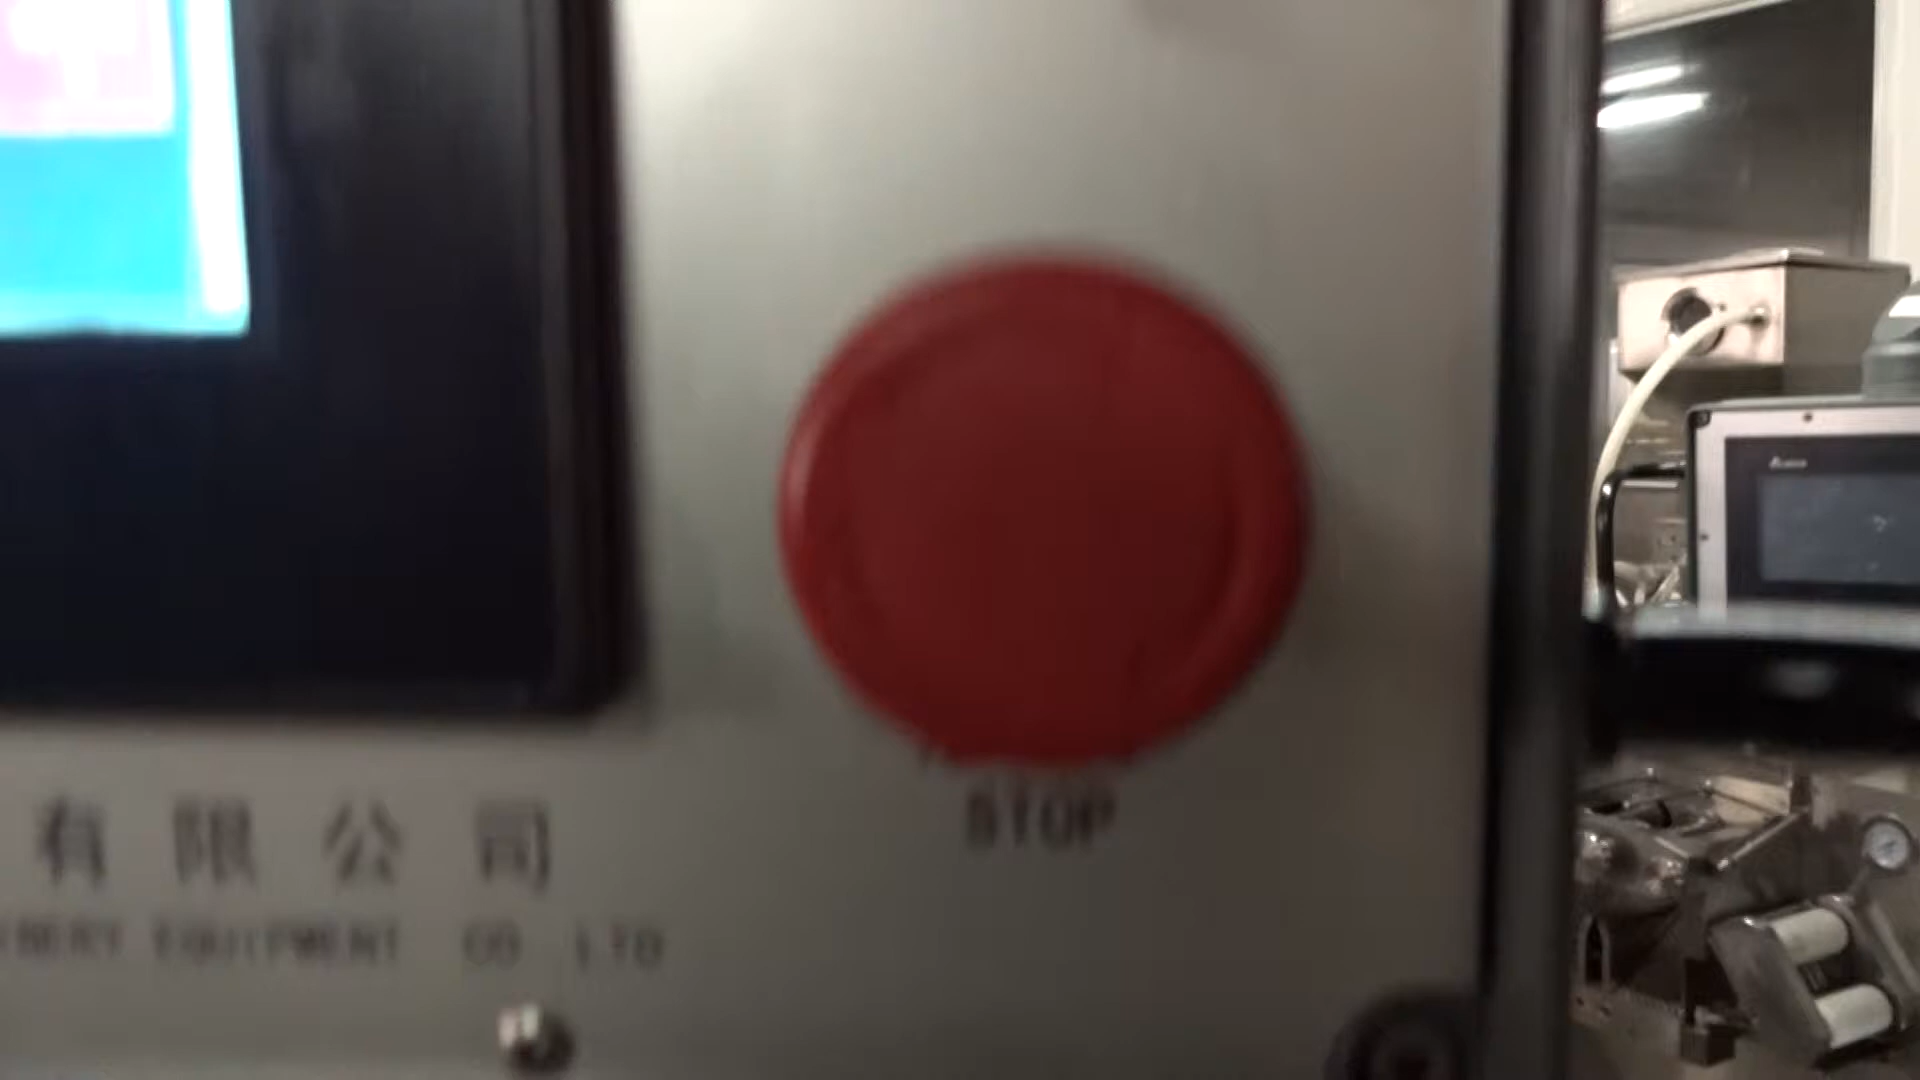 STOP
有限公司
EQUIPMENT CO LTD